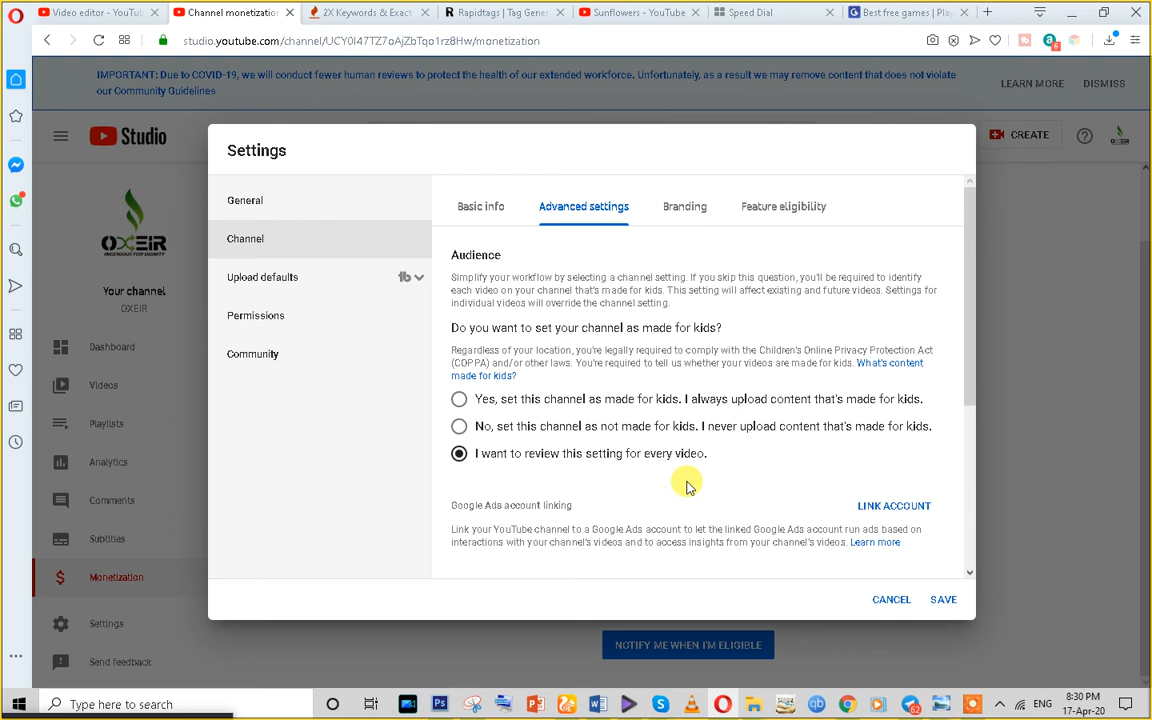 Video editor - YouTu
Channel monetization
2X Keywords & Exact
Rapidtags | Tag Gene
Sunflowers - YouTube
Speed Dial
Best free games | Pla
studio.youtube.com/channel/UCY0I47TZ7oAjZbTqo1rz8Hw/monetization
6
IMPORTANT: Due to COVID-19, we will conduct fewer human reviews to protect the health of our extended workforce. Unfortunately, as a result we may remove content that does not violate
our Community Guidelines
LEARN MORE
DISMISS
Studio
CREATE
OXEIR
INGENIOUS FOR DIGNITY
Your channel
OXEIR
Dashboard
Videos
Playlists
Analytics
Comments
Subtitles
Monetization
Settings
Send feedback
Settings
General
Channel
Upload defaults
Permissions
Community
Basic info
Advanced settings
Branding
Feature eligibility
Audience
Simplify your workflow by selecting a channel setting. If you skip this question, you'll be required to identify
each video on your channel that's made for kids. This setting will affect existing and future videos. Settings for
individual videos will override the channel setting.
Do you want to set your channel as made for kids?
Regardless of your location, you're legally required to comply with the Children's Online Privacy Protection Act
(COPPA) and/or other laws. You're required to tell us whether your videos are made for kids. What's content
made for kids?
Yes, set this channel as made for kids. I always upload content that's made for kids.
No, set this channel as not made for kids. I never upload content that's made for kids.
I want to review this setting for every video.
Google Ads account linking
LINK ACCOUNT
Link your YouTube channel to a Google Ads account to let the linked Google Ads account run ads based on
interactions with your channel's videos and to access insights from your channel's videos. Learn more
CANCEL
SAVE
NOTIFY ME WHEN I'M ELIGIBLE
Type here to search
62
ENG
8:30 PM
17-Apr-20